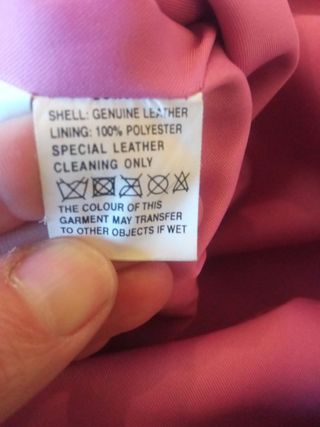 SHELL: GENUINE LEATHER
LINING: 100% POLYESTER
SPECIAL LEATHER
CLEANING ONLY
THE COLOUR OF THIS
GARMENT MAY TRANSFER
TO OTHER OBJECTS IF WET